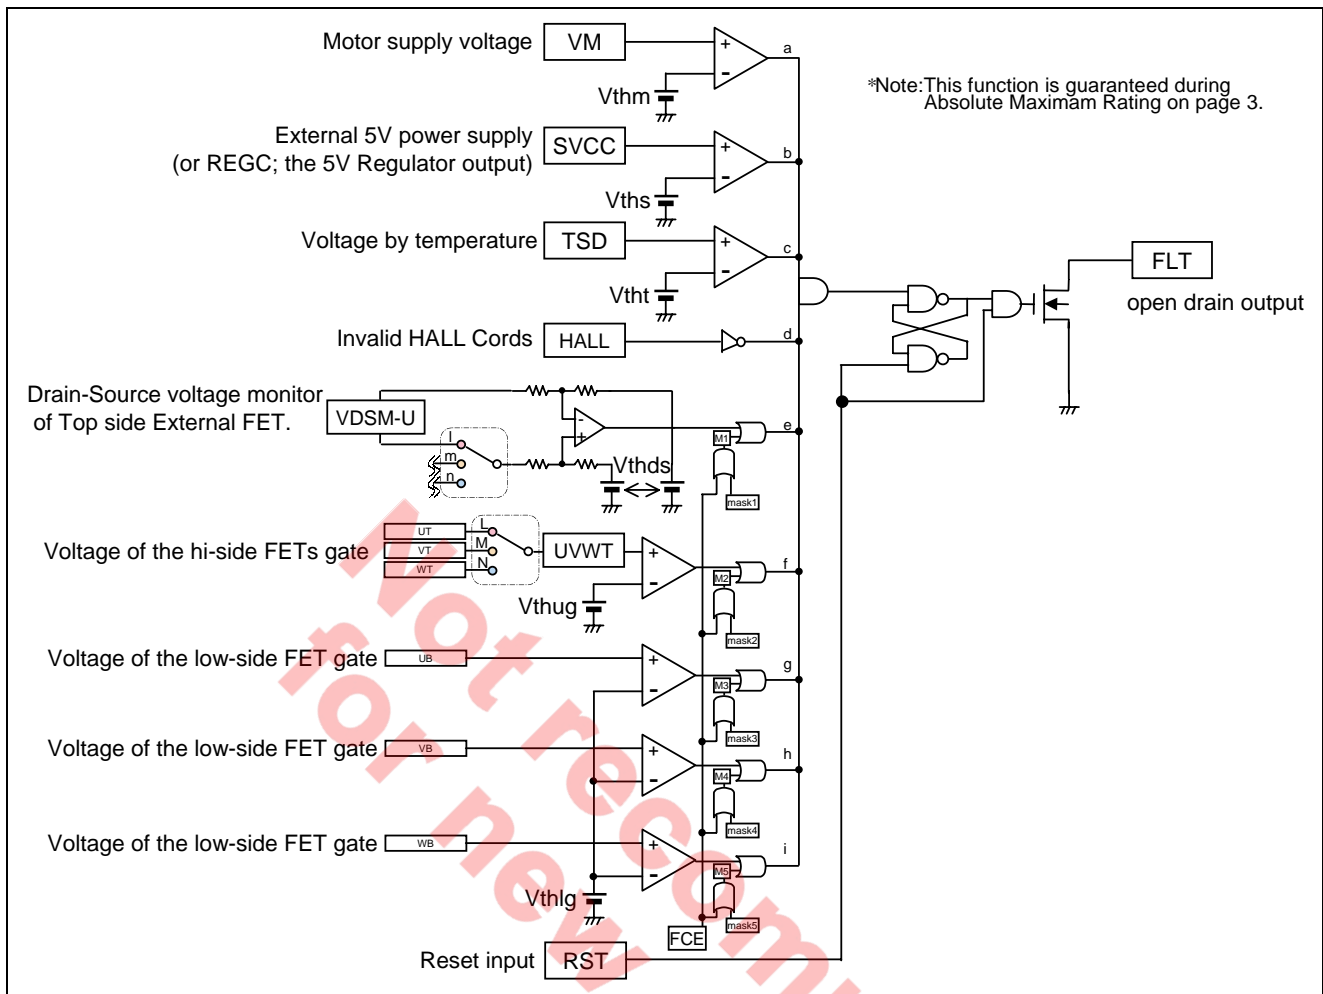 Motor supply voltage VM + - a
Vthm
*Note:This function is guaranteed during
Absolute Maximam Rating on page 3.
External 5V power supply
(or REGC; the 5V Regulator output) SVCC + - b
Vths
Voltage by temperature TSD + - c
Vtht
FLT
open drain output
Invalid HALL Cords HALL d
Drain-Source voltage monitor
of Top side External FET. VDSM-U
l
m
n
- +
Vthds
M1 e
mask1
Voltage of the hi-side FETs gate
UT L
VT M
WT N
UVWT + - f
Vthug
M2
mask2
Voltage of the low-side FET gate UB + - g
M3
mask3
Voltage of the low-side FET gate VB + - h
M4
mask4
Voltage of the low-side FET gate WB + - i
M5
mask5
Vthlg
FCE
Reset input RST
Not recom
for new